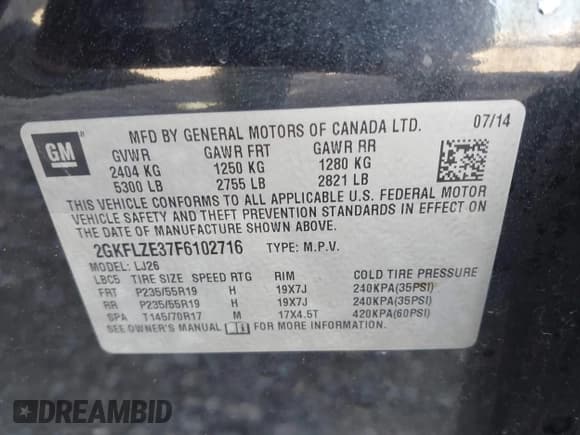 GM
MFD BY GENERAL MOTORS OF CANADA LTD. 07/14
GVWR GAWR FRT GAWR RR
2404 KG 1250 KG 1280 KG
5300 LB 2755 LB 2821 LB
THIS VEHICLE CONFORMS TO ALL APPLICABLE U.S. FEDERAL MOTOR
VEHICLE SAFETY AND THEFT PREVENTION STANDARDS IN EFFECT ON
THE DATE OF MANUFACTURE SHOWN ABOVE.
2GKFLZE37F6102716 TYPE: M.P.V.
MODEL: LJ26
LBC5 TIRE SIZE SPEED RTG RIM COLD TIRE PRESSURE
FRT P235/55R19 H 19X7J 240KPA(35PSI)
RR P235/55R19 H 19X7J 240KPA(35PSI)
SPA T145/70R17 M 17X4.5T 420KPA(60PSI)
SEE OWNER'S MANUAL FOR MORE INFORMATION.
DREAMBID